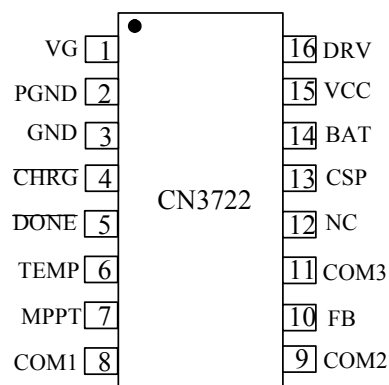 VG 1 16 DRV
PGND 2 15 VCC
GND 3 14 BAT
CHRG 4 13 CSP
CN3722
DONE 5 12 NC
TEMP 6 11 COM3
MPPT 7 10 FB
COM1 8 9 COM2